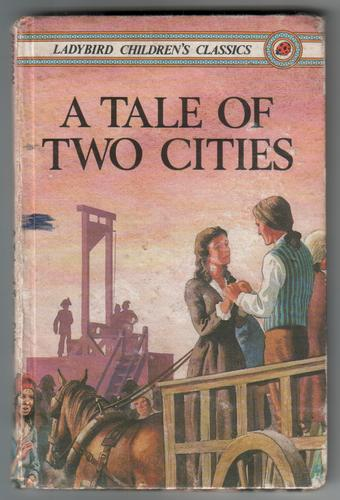 LADYBIRD CHILDREN'S CLASSICS
A TALE OF
TWO CITIES